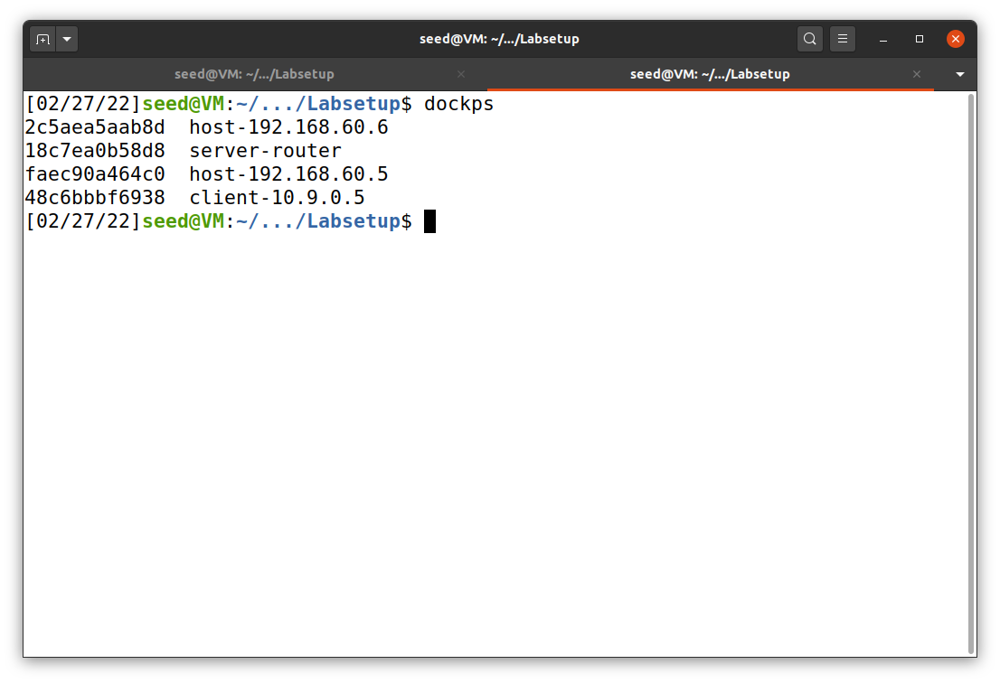 seed@VM: ~/.../Labsetup
seed@VM: ~/.../Labsetup
seed@VM: ~/.../Labsetup
[02/27/22]seed@VM:~/.../Labsetup$ dockps
2c5aea5aab8d  host-192.168.60.6
18c7ea0b58d8  server-router
faec90a464c0  host-192.168.60.5
48c6bbbf6938  client-10.9.0.5
[02/27/22]seed@VM:~/.../Labsetup$